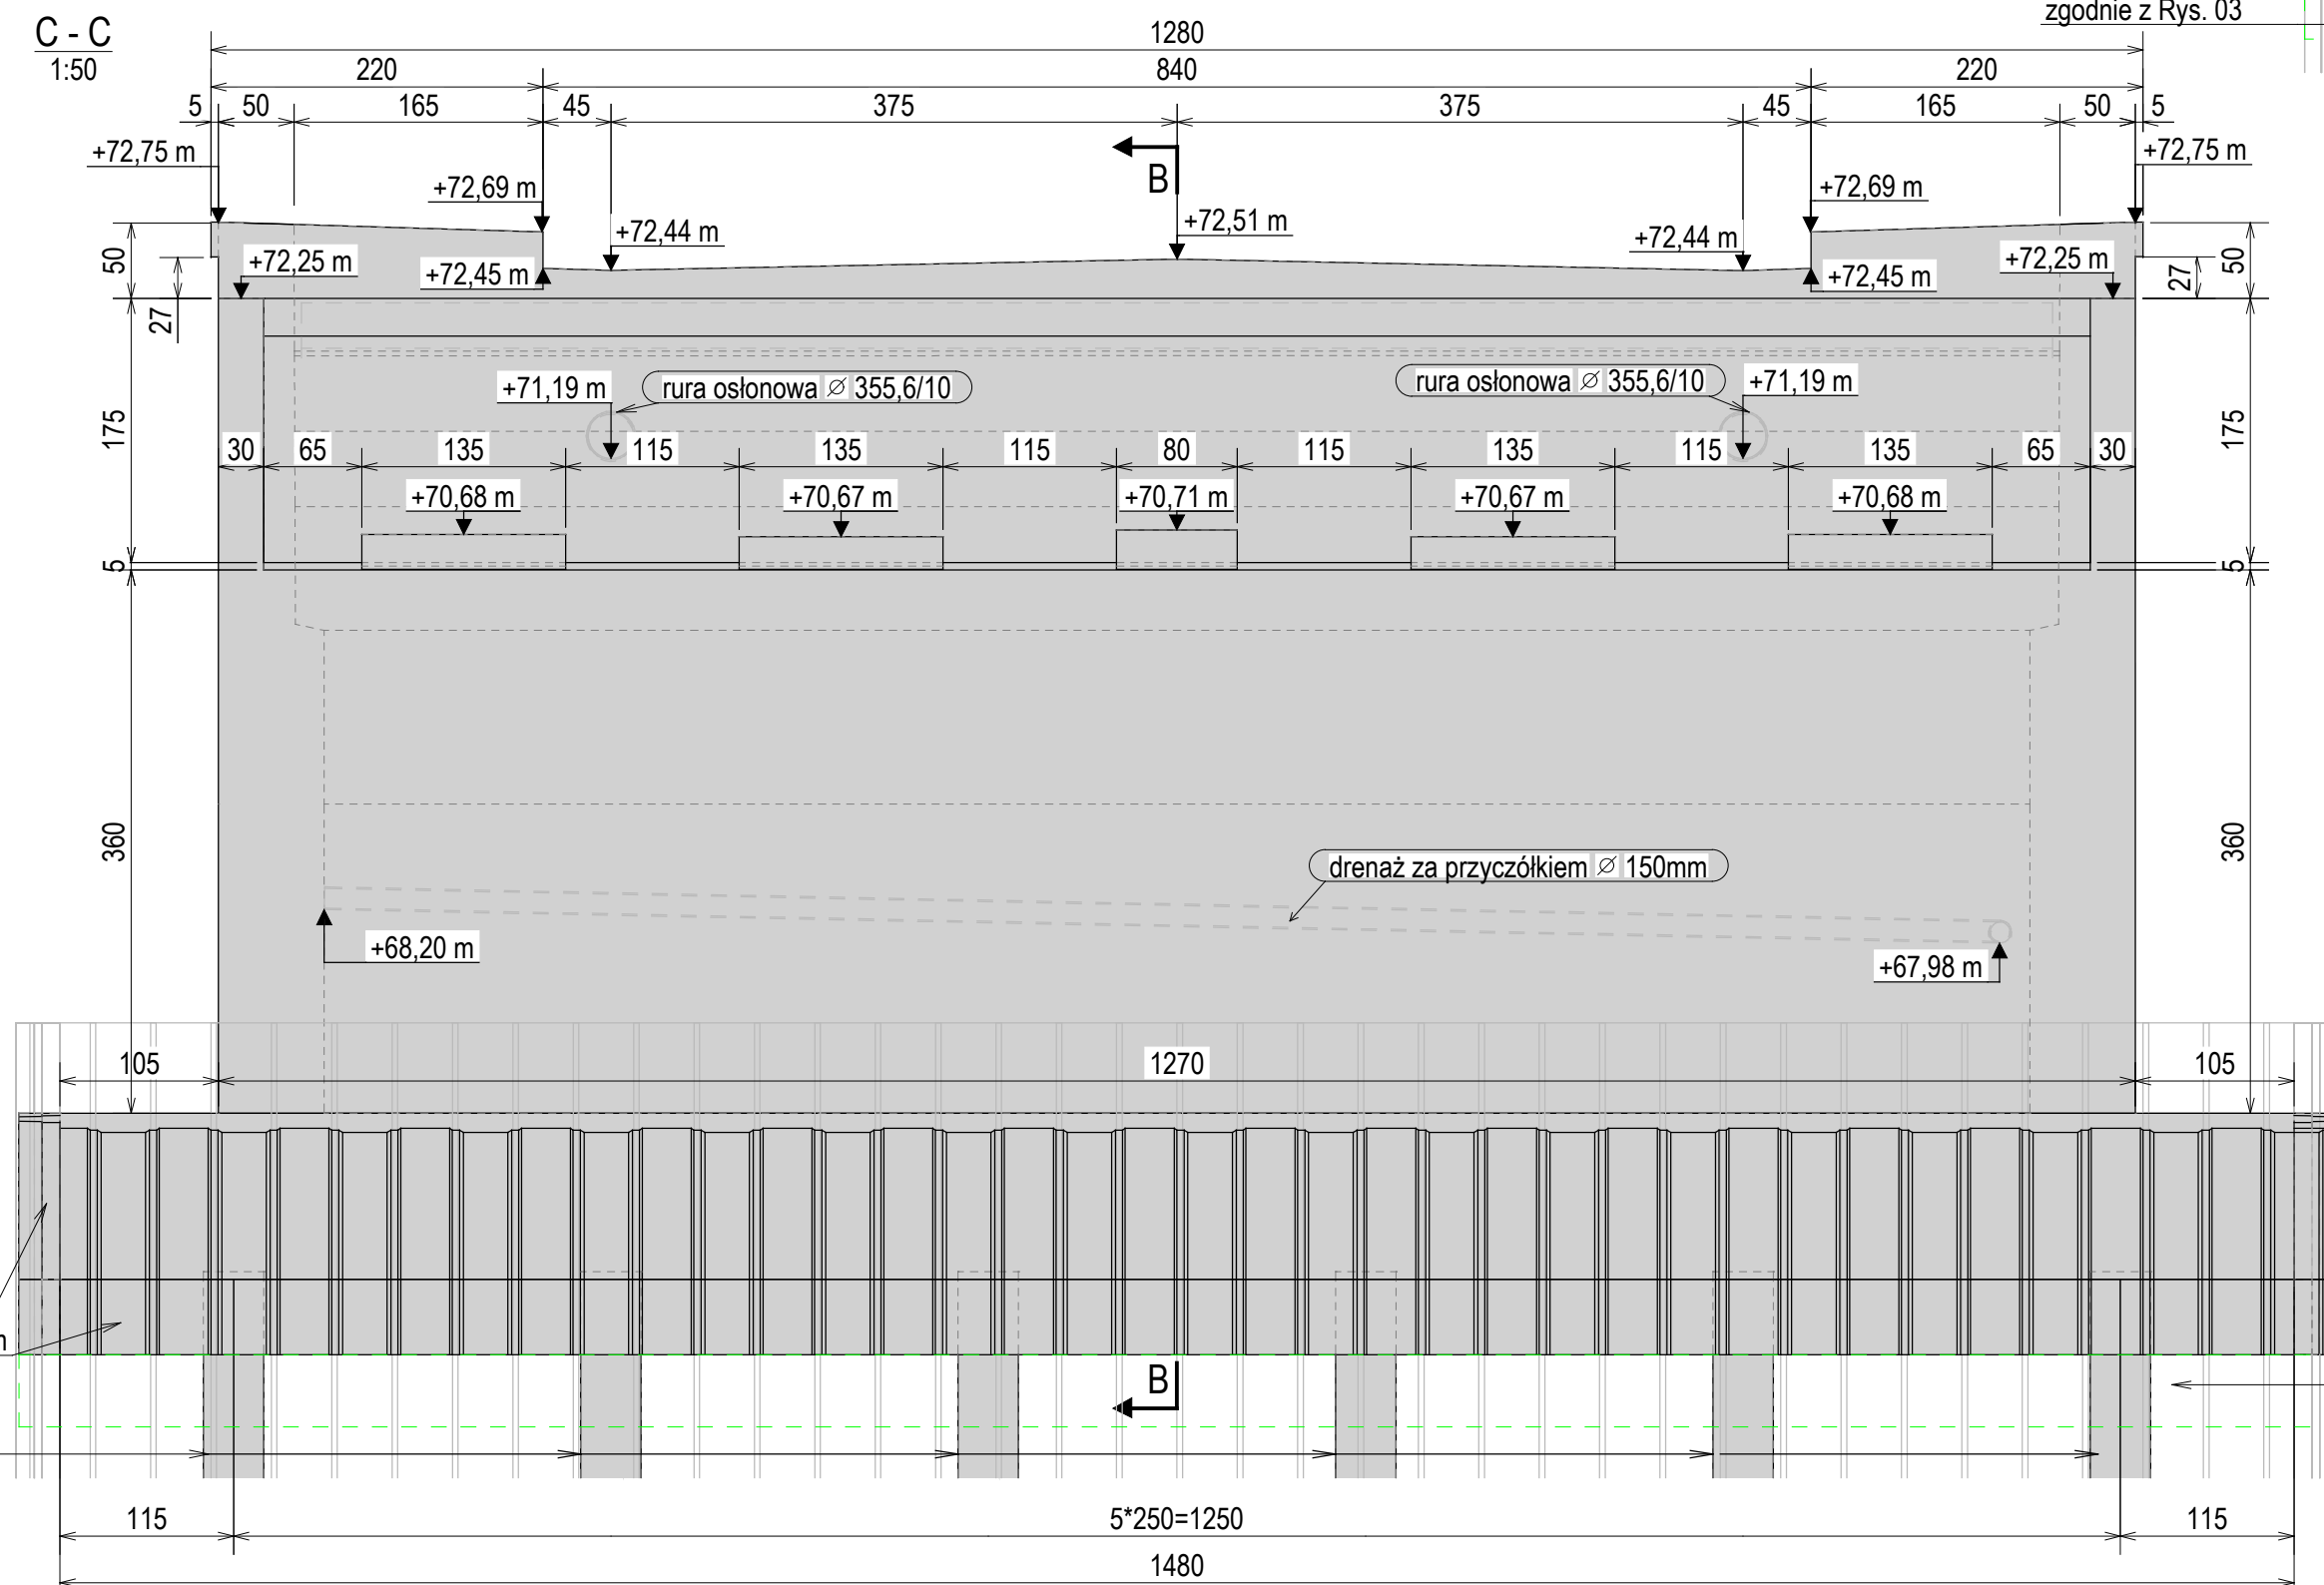 zgodnie z Rys. 03
C - C
1:50
1280
220 840 220
5 50 165 45 375 375 45 165 50 5
+72,75 m +72,75 m
B
+72,69 m +72,69 m
+72,44 m +72,51 m +72,44 m
50 +72,25 m +72,45 m +72,45 m +72,25 m 27 50
27
+71,19 m rura osłonowa ∅ 355,6/10 rura osłonowa ∅ 355,6/10 +71,19 m
175 175
30 65 135 115 135 115 80 115 135 115 135 65 30
+70,68 m +70,67 m +70,71 m +70,67 m +70,68 m
5 5
360 360
drenaż za przyczółkiem ∅ 150mm
+68,20 m
+67,98 m
105 1270 105
B
115 5*250=1250 115
1480